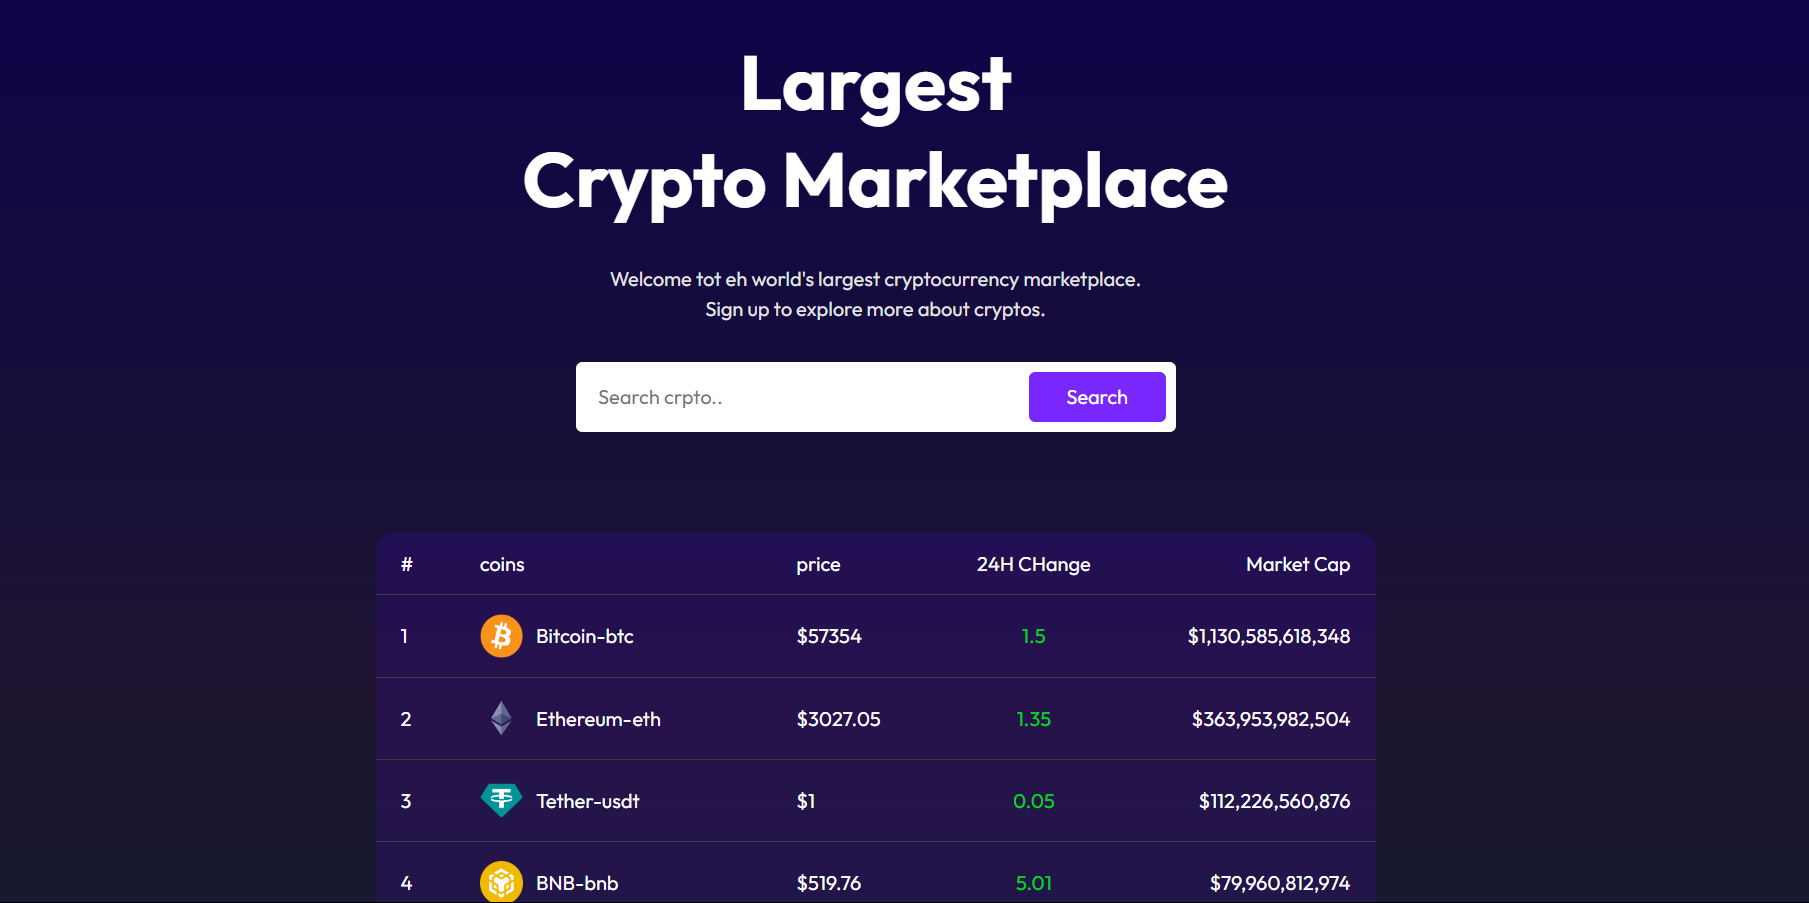 Largest
Crypto Marketplace
Welcome tot eh world's largest cryptocurrency marketplace.
Sign up to explore more about cryptos.
Search crpto.. Search
# coins price 24H CHange Market Cap
1 Bitcoin-btc $57354 1.5 $1,130,585,618,348
2 Ethereum-eth $3027.05 1.35 $363,953,982,504
3 Tether-usdt $1 0.05 $112,226,560,876
4 BNB-bnb $519.76 5.01 $79,960,812,974